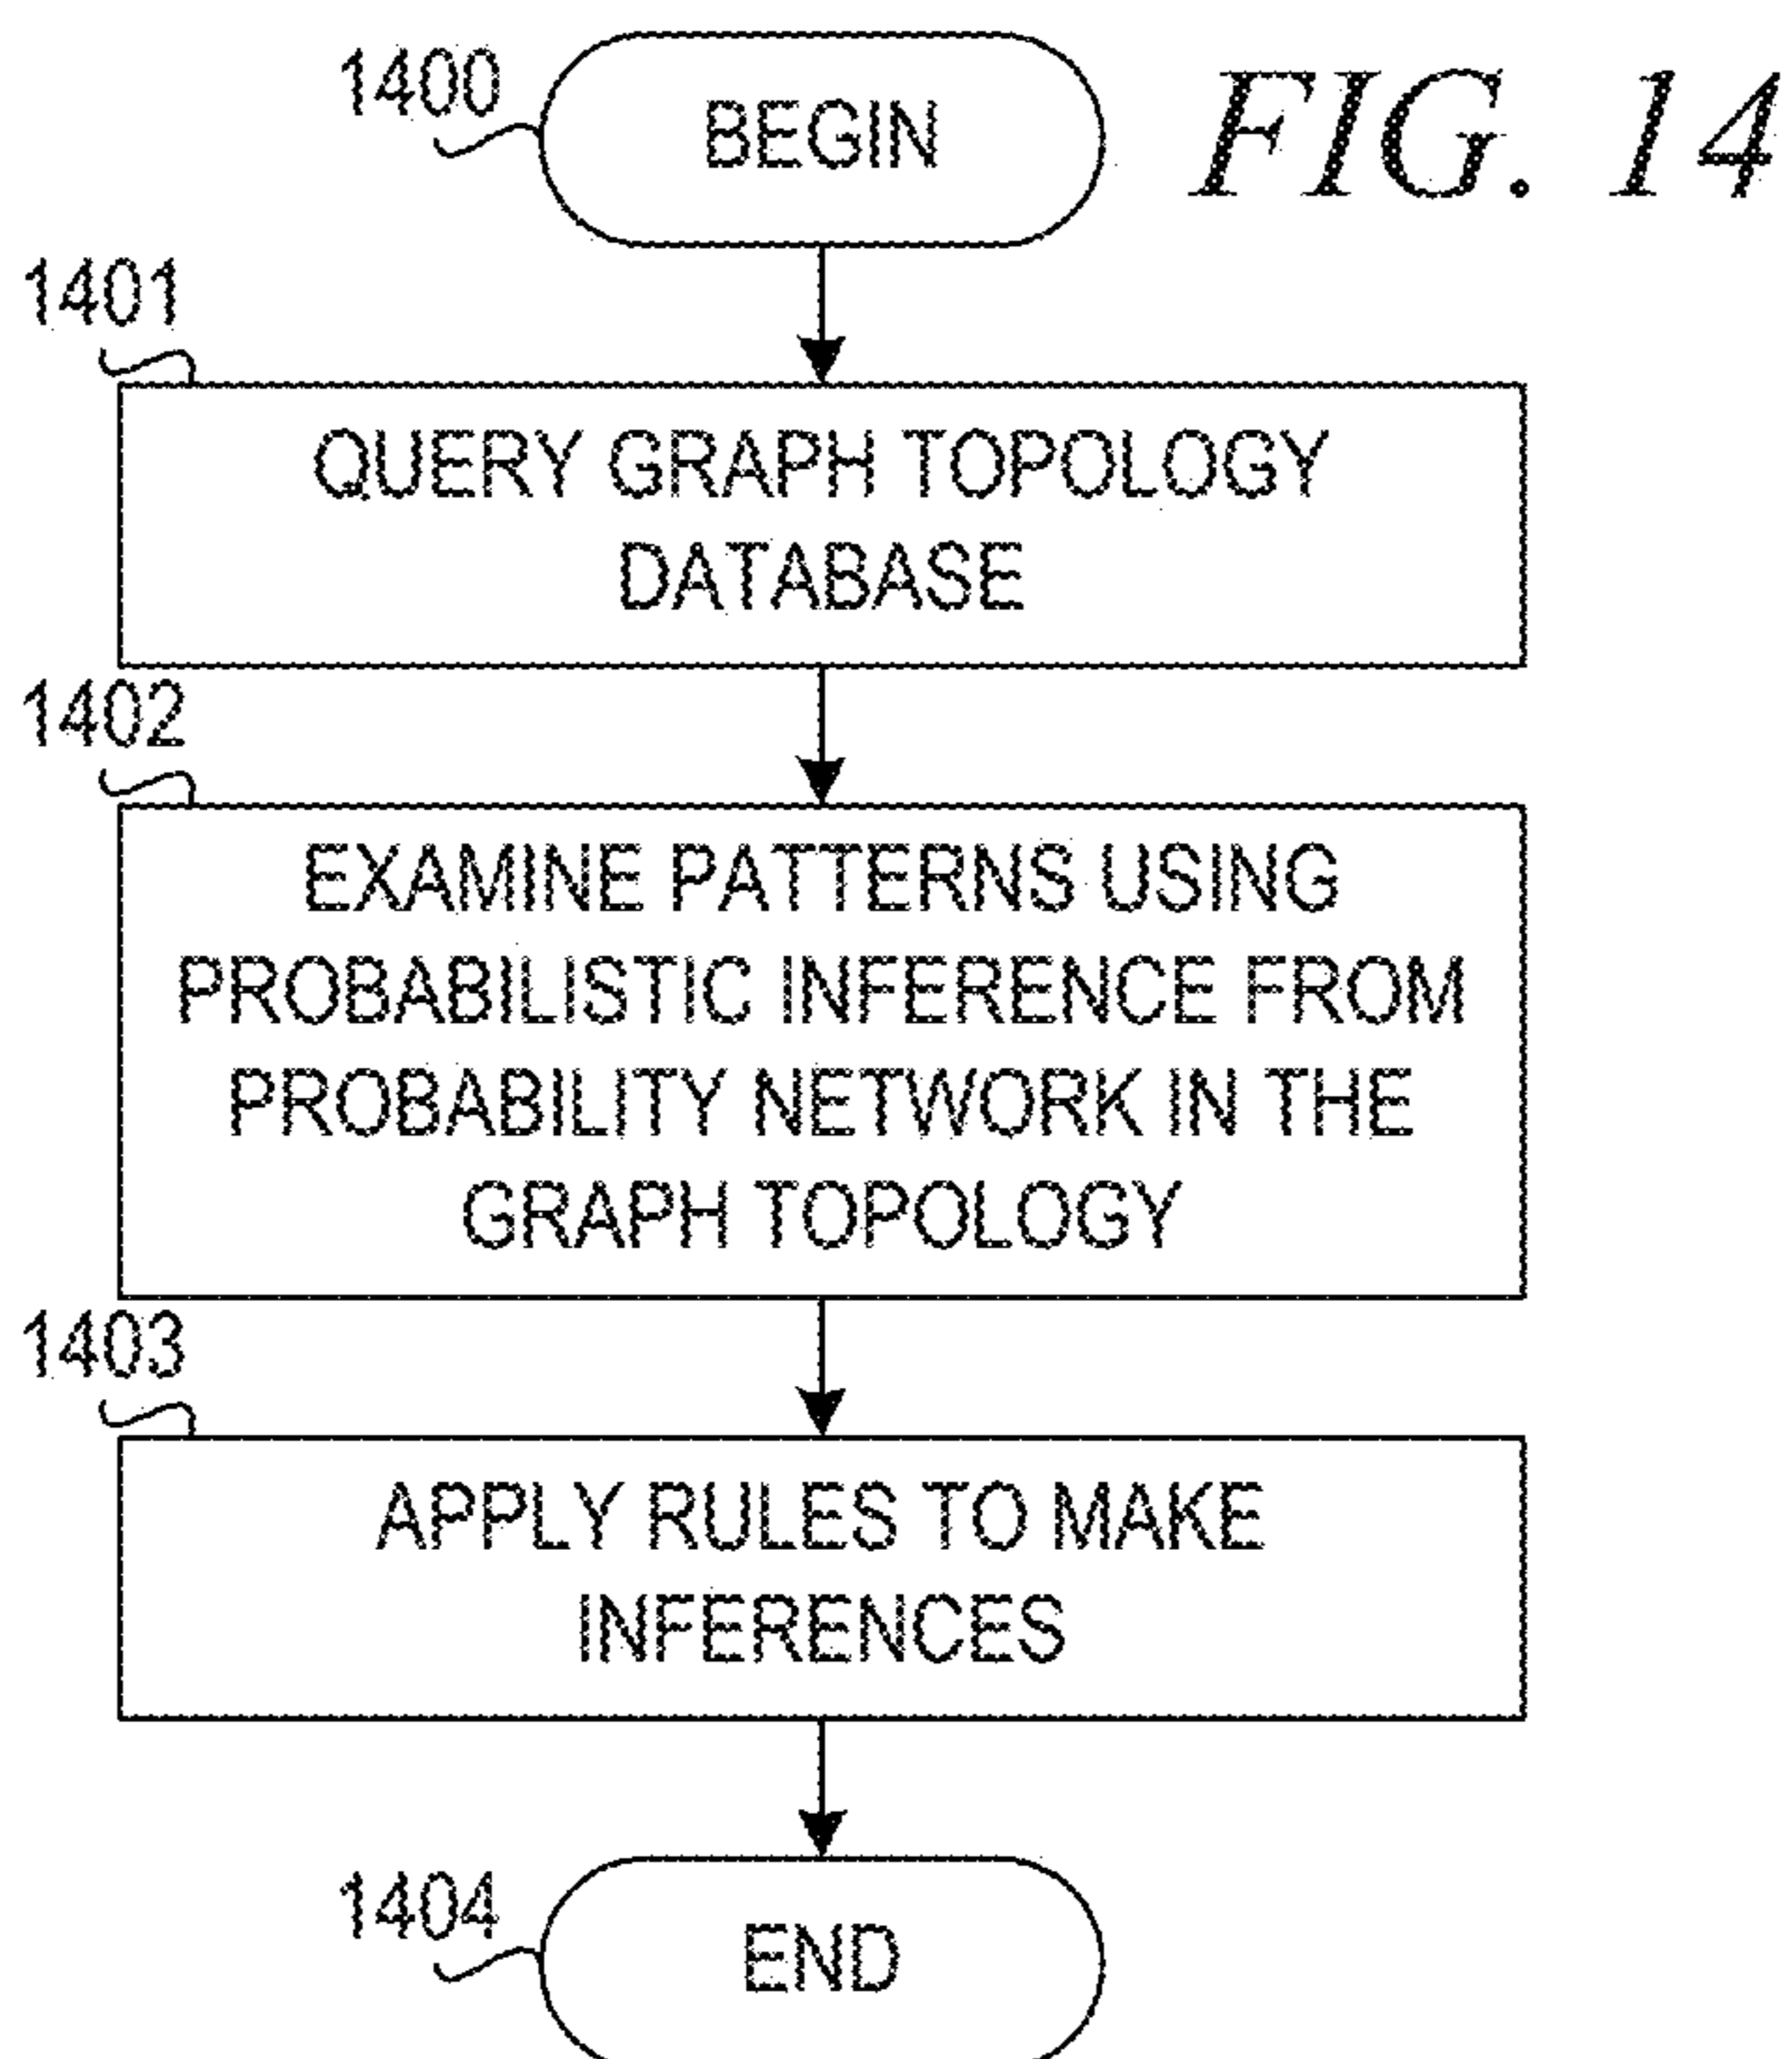 1400
BEGIN
FIG. 14
1401
QUERY GRAPH TOPOLOGY
DATABASE
1402
EXAMINE PATTERNS USING
PROBABILISTIC INFERENCE FROM
PROBABILITY NETWORK IN THE
GRAPH TOPOLOGY
1403
APPLY RULES TO MAKE
INFERENCES
1404
END